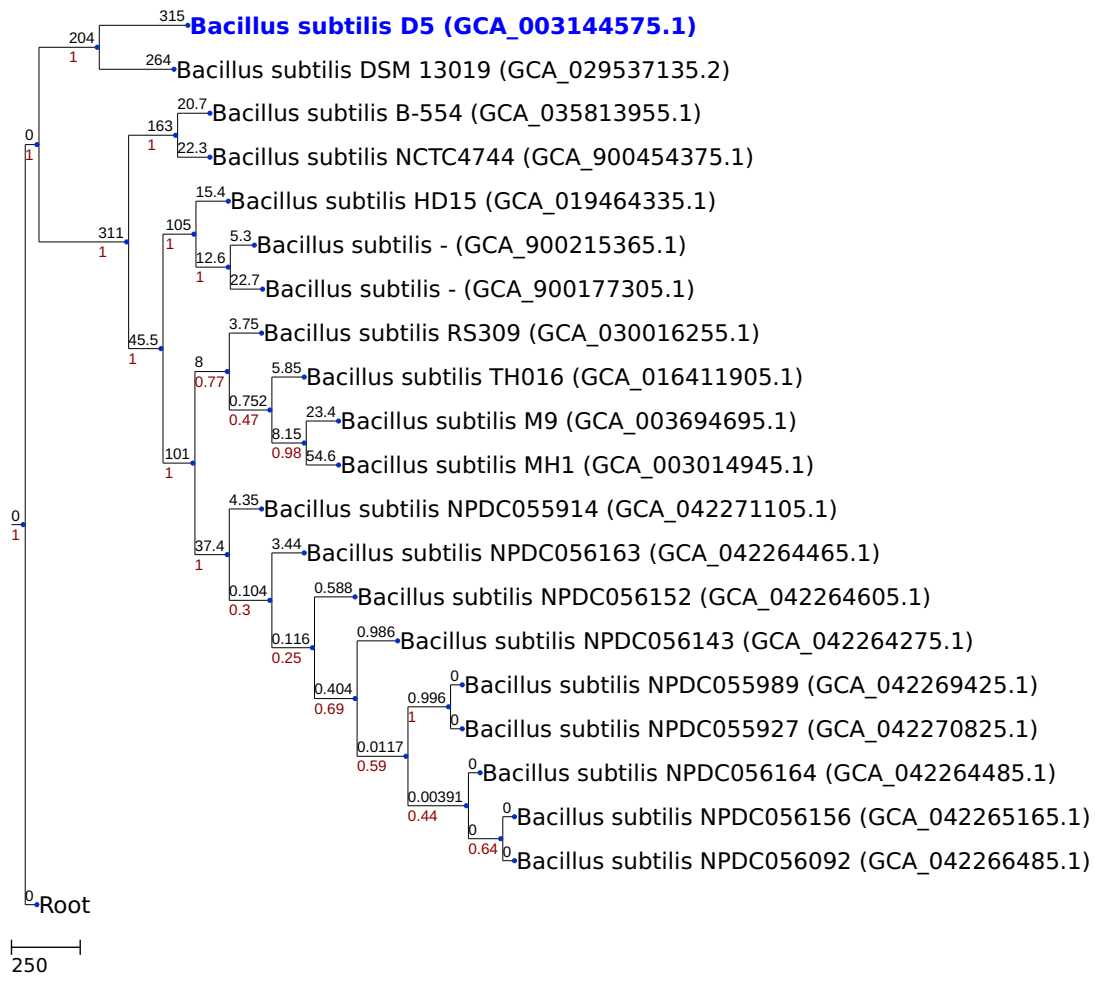 315
Bacillus subtilis D5 (GCA_003144575.1)
204
1
264
Bacillus subtilis DSM 13019 (GCA_029537135.2)
20.7
Bacillus subtilis B-554 (GCA_035813955.1)
163
1
0
1
22.3
Bacillus subtilis NCTC4744 (GCA_900454375.1)
15.4
Bacillus subtilis HD15 (GCA_019464335.1)
311
1
105
1
5.3
Bacillus subtilis - (GCA_900215365.1)
12.6
1
22.7
Bacillus subtilis - (GCA_900177305.1)
45.5
1
3.75
Bacillus subtilis RS309 (GCA_030016255.1)
8
0.77
5.85
Bacillus subtilis TH016 (GCA_016411905.1)
0.752
0.47
23.4
Bacillus subtilis M9 (GCA_003694695.1)
8.15
0.98
101
1
54.6
Bacillus subtilis MH1 (GCA_003014945.1)
4.35
Bacillus subtilis NPDC055914 (GCA_042271105.1)
0
1
37.4
1
3.44
Bacillus subtilis NPDC056163 (GCA_042264465.1)
0.104
0.3
0.588
Bacillus subtilis NPDC056152 (GCA_042264605.1)
0.116
0.25
0.986
Bacillus subtilis NPDC056143 (GCA_042264275.1)
0.404
0.69
0
Bacillus subtilis NPDC055989 (GCA_042269425.1)
0.996
1
0
Bacillus subtilis NPDC055927 (GCA_042270825.1)
0.0117
0.59
0
Bacillus subtilis NPDC056164 (GCA_042264485.1)
0.00391
0.44
0
Bacillus subtilis NPDC056156 (GCA_042265165.1)
0
0.64
0
Bacillus subtilis NPDC056092 (GCA_042266485.1)
0
Root
250